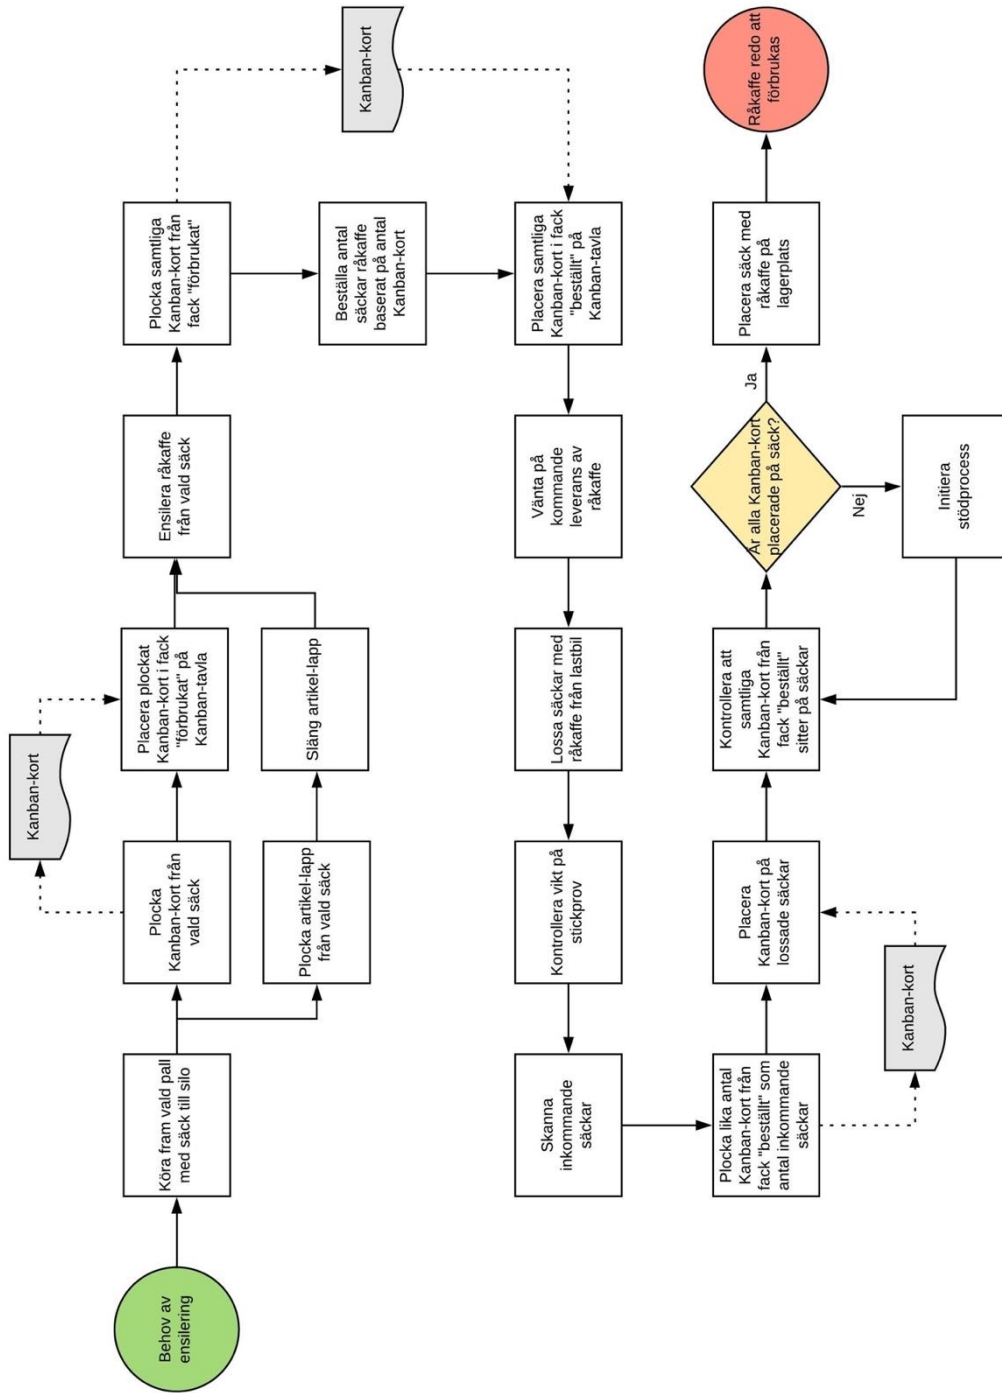 Behov av
ensilering
Köra fram vald pall
med säck till silo
Plocka
Kanban-kort från
vald säck
Kanban-kort
Placera plockat
Kanban-kort i fack
"förbrukat" på
Kanban-tavla
Plocka artikel-lapp
från vald säck
Släng artikel-lapp
Ensilera råkaffe
från vald säck
Plocka samtliga
Kanban-kort från
fack "förbrukat"
Kanban-kort
Beställa antal
säckar råkaffe
baserat på antal
Kanban-kort
Placera samtliga
Kanban-kort i fack
"beställt" på
Kanban-tavla
Vänta på
kommande
leverans av
råkaffe
Lossa säckar med
råkaffe från lastbil
Kontrollera vikt på
stickprov
Skanna
inkommande
säckar
Plocka lika antal
Kanban-kort från
fack "beställt" som
antal inkommande
säckar
Kanban-kort
Placera
Kanban-kort på
lossade säckar
Kontrollera att
samtliga
Kanban-kort från
fack "beställt"
sitter på säckar
Är alla Kanban-kort
placerade på säck?
Ja
Nej
Initiera
stödprocess
Placera säck med
råkaffe på
lagerplats
Råkaffe redo att
förbrukas